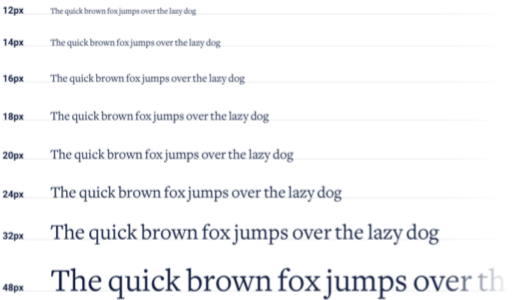 12px The quick brown fox jumps over the lazy dog
14px The quick brown fox jumps over the lazy dog
16px The quick brown fox jumps over the lazy dog
18px The quick brown fox jumps over the lazy dog
20px The quick brown fox jumps over the lazy dog
24px The quick brown fox jumps over the lazy dog
32px The quick brown fox jumps over the lazy dog
48px The quick brown fox jumps over th